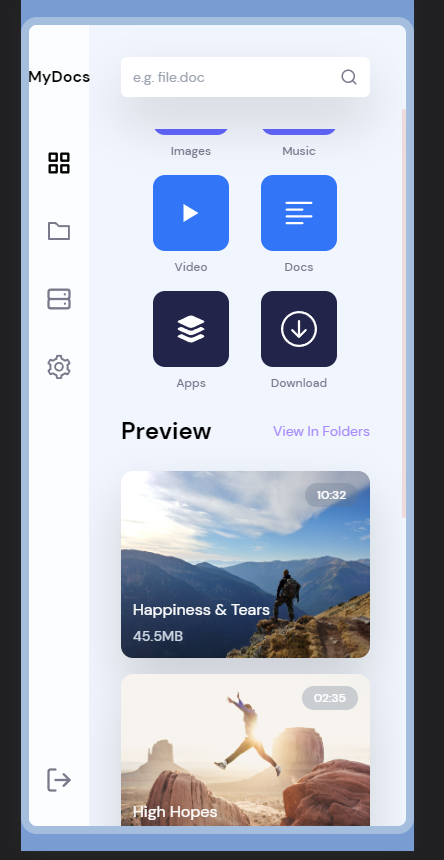 MyDocs
e.g. file.doc
Images
Music
Video
Docs
Apps
Download
Preview
View In Folders
10:32
Happiness & Tears
45.5MB
02:35
High Hopes